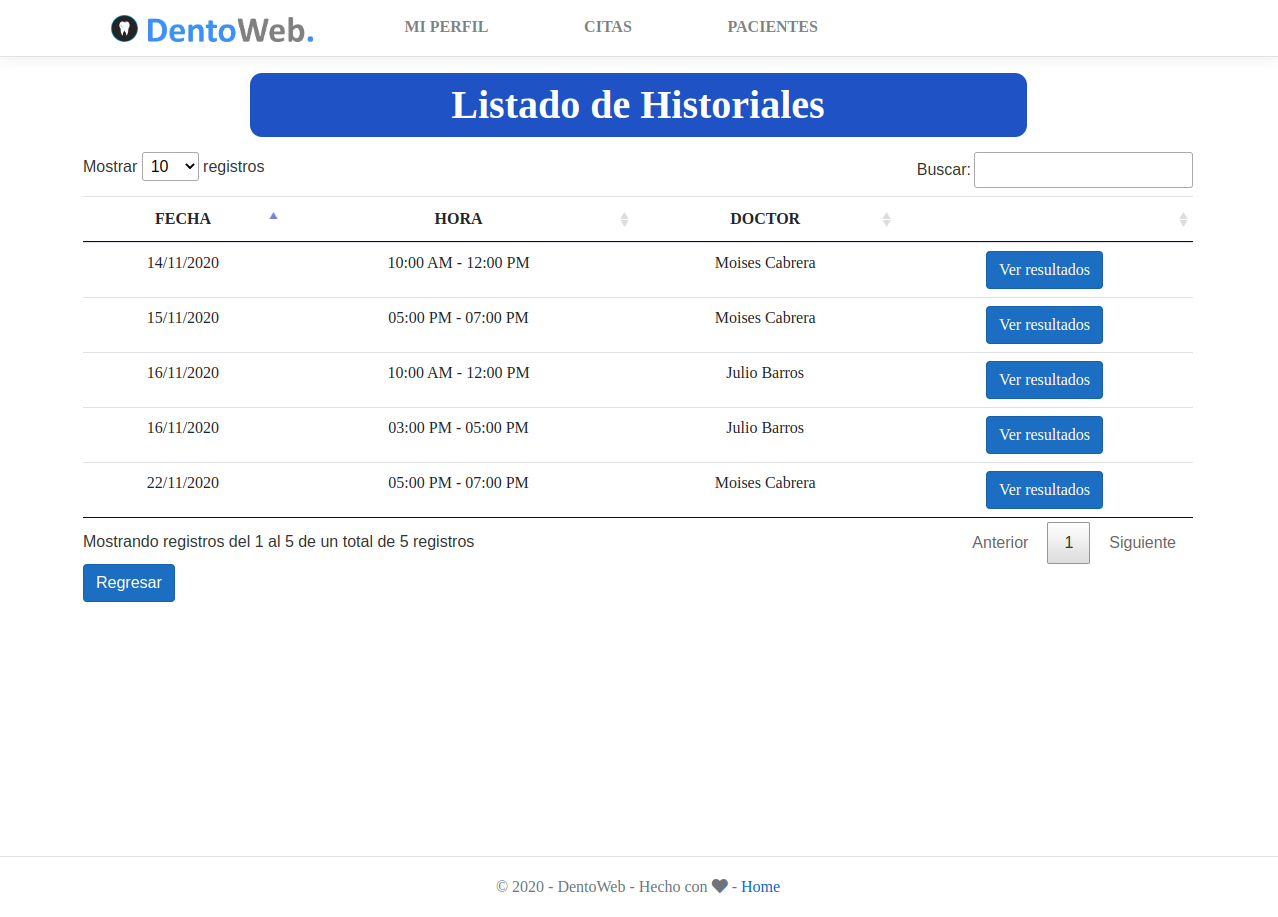 DentoWeb. MI PERFIL CITAS PACIENTES
Listado de Historiales
Mostrar 10 registros Buscar:
FECHA HORA DOCTOR
14/11/2020 10:00 AM - 12:00 PM Moises Cabrera Ver resultados
15/11/2020 05:00 PM - 07:00 PM Moises Cabrera Ver resultados
16/11/2020 10:00 AM - 12:00 PM Julio Barros Ver resultados
16/11/2020 03:00 PM - 05:00 PM Julio Barros Ver resultados
22/11/2020 05:00 PM - 07:00 PM Moises Cabrera Ver resultados
Mostrando registros del 1 al 5 de un total de 5 registros Anterior 1 Siguiente
Regresar
© 2020 - DentoWeb - Hecho con - Home